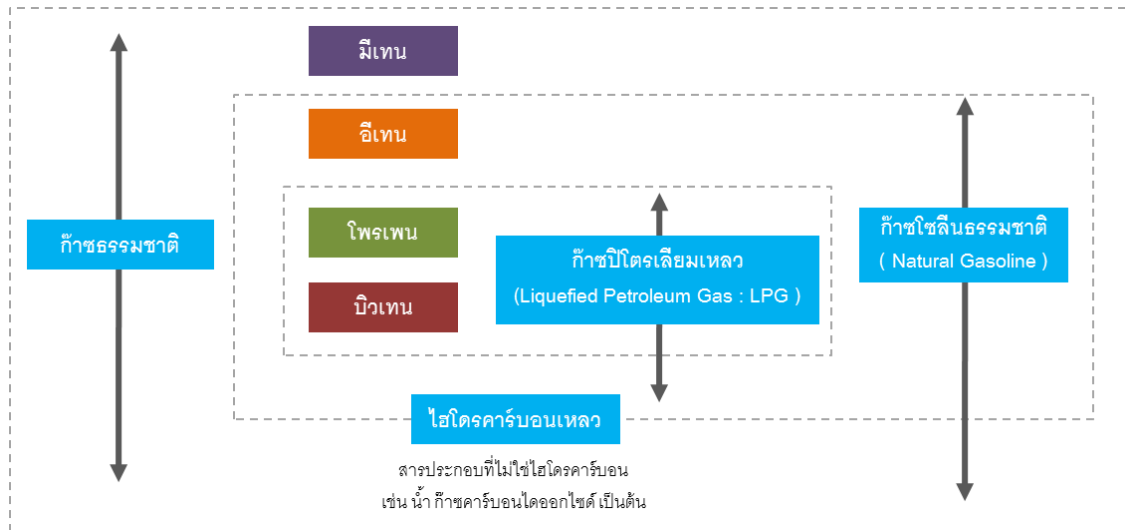 มีเทน
อีเทน
โพรเพน
บิวเทน
ก๊าซธรรมชาติ
ก๊าซปิโตรเลียมเหลว
(Liquefied Petroleum Gas : LPG )
ก๊าซโซลีนธรรมชาติ
( Natural Gasoline )
ไฮโดรคาร์บอนเหลว
สารประกอบที่ไม่ใช่ไฮโดรคาร์บอน
เช่น น้ำ ก๊าซคาร์บอนไดออกไซด์ เป็นต้น